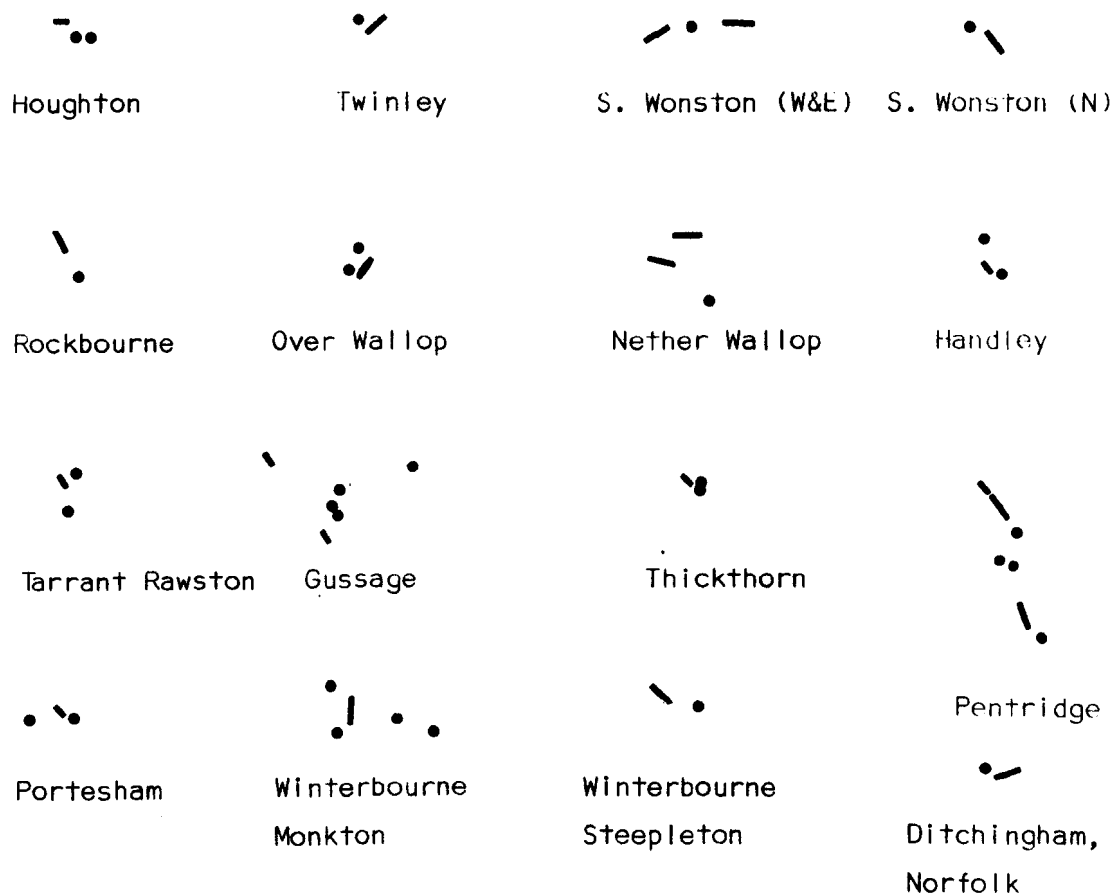 Houghton
Twinley
S. Wonston (W&E)
S. Wonston (N)
Rockbourne
Over Wallop
Nether Wallop
Handley
Tarrant Rawston
Gussage
Thickthorn
Pentridge
Portesham
Winterbourne
Monkton
Winterbourne
Steepleton
Ditchingham,
Norfolk